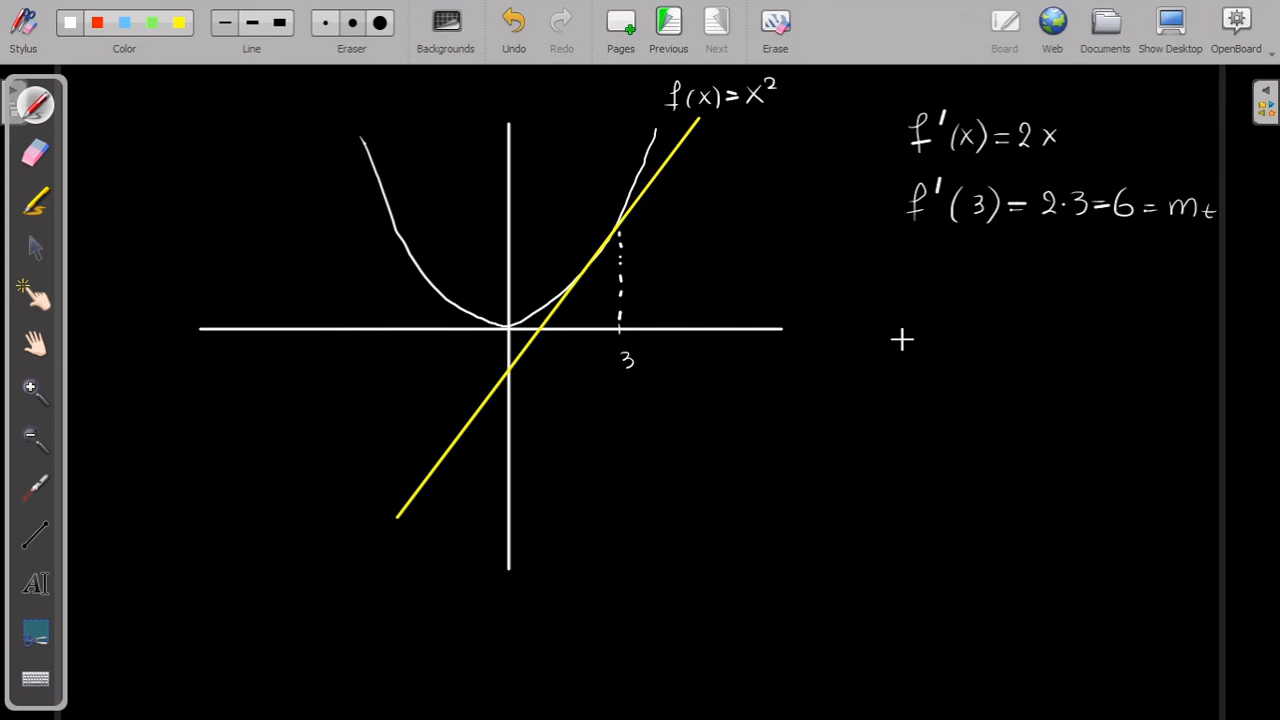 Stylus
Color
Line
Eraser
Backgrounds
Undo
Redo
Pages
Previous
Next
Erase
Board
Web
Documents
Show Desktop
OpenBoard
f(x)=x²
f'(x)=2x
f'(3)=2·3=6=mₜ
3
AI